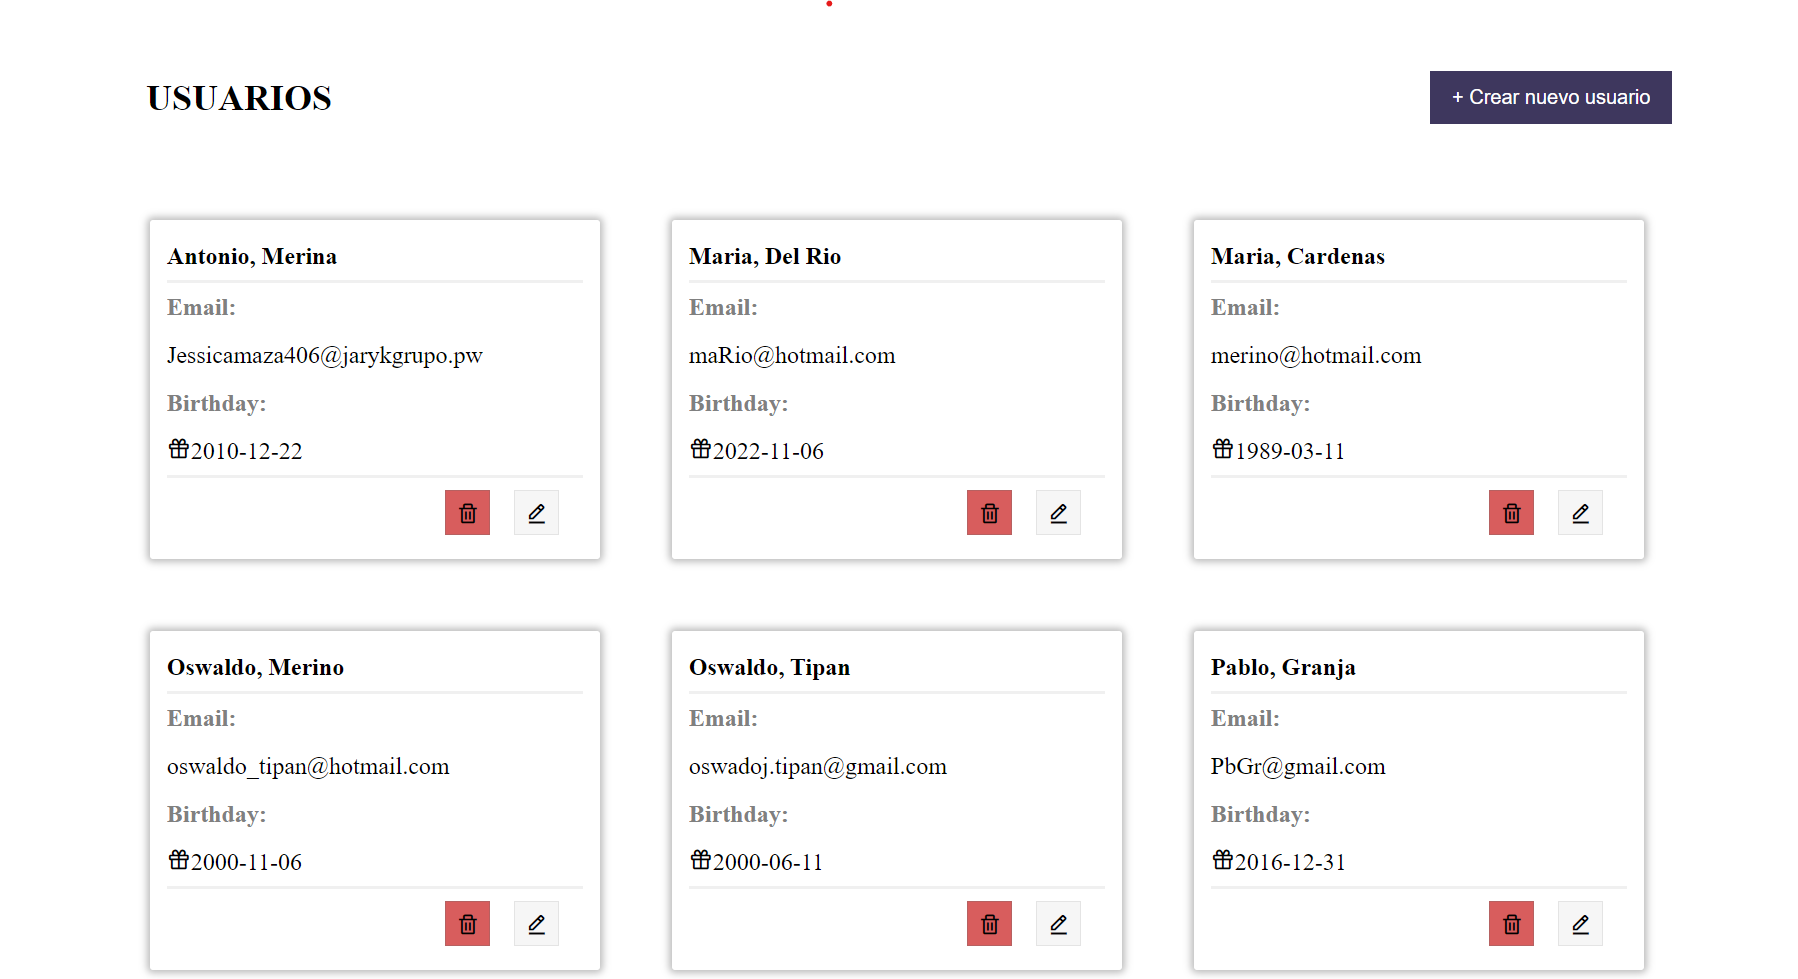 USUARIOS
+ Crear nuevo usuario
Antonio, Merina
Email:
Jessicamaza406@jarykgrupo.pw
Birthday:
2010-12-22
Maria, Del Rio
Email:
maRio@hotmail.com
Birthday:
2022-11-06
Maria, Cardenas
Email:
merino@hotmail.com
Birthday:
1989-03-11
Oswaldo, Merino
Email:
oswaldo_tipan@hotmail.com
Birthday:
2000-11-06
Oswaldo, Tipan
Email:
oswadoj.tipan@gmail.com
Birthday:
2000-06-11
Pablo, Granja
Email:
PbGr@gmail.com
Birthday:
2016-12-31